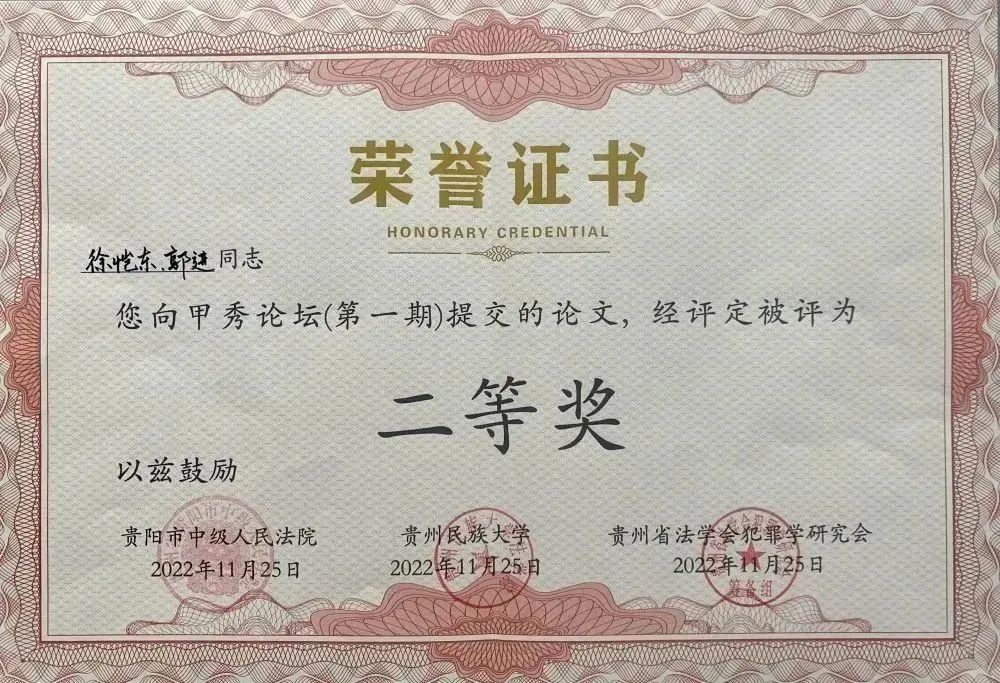 荣誉证书
HONORARY CREDENTIAL
徐恺东、郭进同志
您向甲秀论坛(第一期)提交的论文，经评定被评为
二等奖
以兹鼓励
贵阳市中级人民法院 贵州民族大学 贵州省法学会犯罪学研究会
2022年11月25日 2022年11月25日 2022年11月25日
筹备组